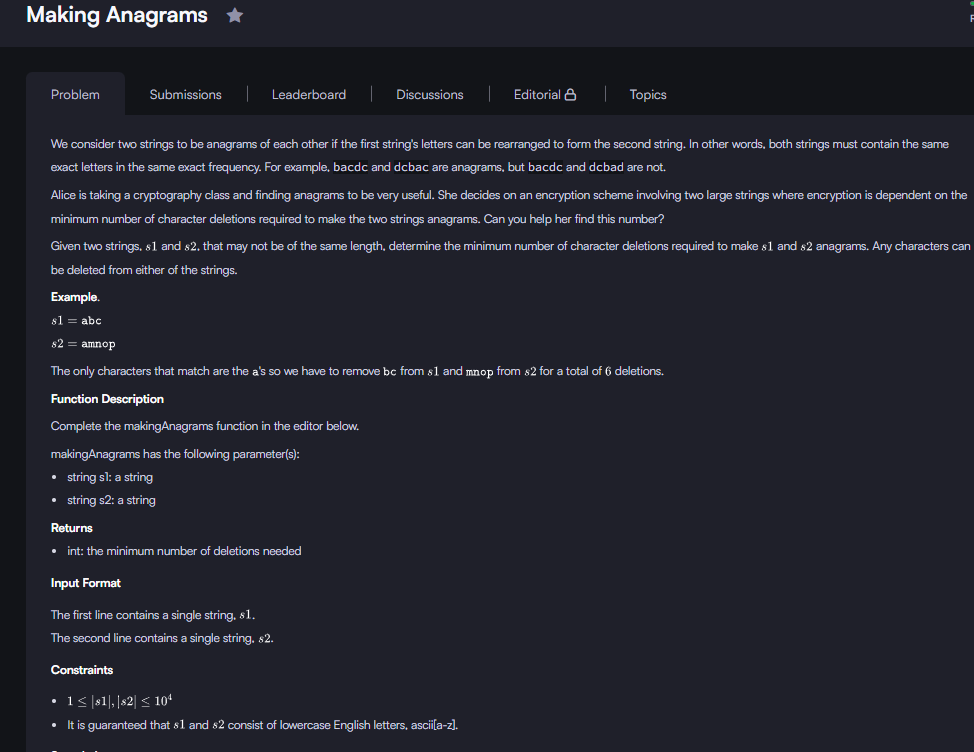 Making Anagrams
Problem
Submissions
Leaderboard
Discussions
Editorial
Topics
We consider two strings to be anagrams of each other if the first string's letters can be rearranged to form the second string. In other words, both strings must contain the same
exact letters in the same exact frequency. For example, bacdc and dcbac are anagrams, but bacdc and dcbad are not.
Alice is taking a cryptography class and finding anagrams to be very useful. She decides on an encryption scheme involving two large strings where encryption is dependent on the
minimum number of character deletions required to make the two strings anagrams. Can you help her find this number?
Given two strings, s1 and s2, that may not be of the same length, determine the minimum number of character deletions required to make s1 and s2 anagrams. Any characters can
be deleted from either of the strings.
Example.
s1 = abc
s2 = amnop
The only characters that match are the a's so we have to remove bc from s1 and mnop from s2 for a total of 6 deletions.
Function Description
Complete the makingAnagrams function in the editor below.
makingAnagrams has the following parameter(s):
• string s1: a string
• string s2: a string
Returns
• int: the minimum number of deletions needed
Input Format
The first line contains a single string, s1.
The second line contains a single string, s2.
Constraints
• 1 ≤ |s1|, |s2| ≤ 10⁴
• It is guaranteed that s1 and s2 consist of lowercase English letters, ascii[a-z].